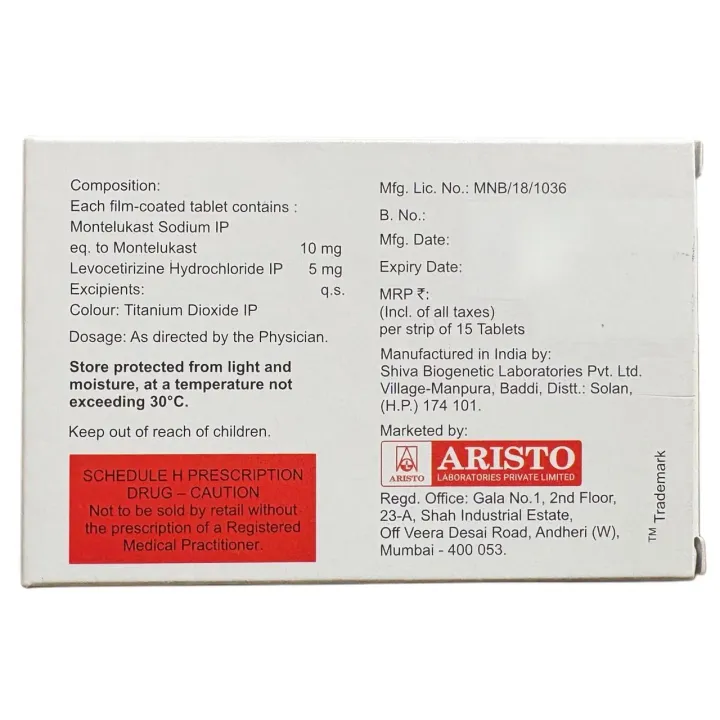 Composition:
Each film-coated tablet contains :
Montelukast Sodium IP
eq. to Montelukast 10 mg
Levocetirizine Hydrochloride IP 5 mg
Excipients: q.s.
Colour: Titanium Dioxide IP
Dosage: As directed by the Physician.
Store protected from light and
moisture, at a temperature not
exceeding 30°C.
Keep out of reach of children.
SCHEDULE H PRESCRIPTION
DRUG – CAUTION
Not to be sold by retail without
the prescription of a Registered
Medical Practitioner.
Mfg. Lic. No.: MNB/18/1036
B. No.:
Mfg. Date:
Expiry Date:
MRP ₹:
(Incl. of all taxes)
per strip of 15 Tablets
Manufactured in India by:
Shiva Biogenetic Laboratories Pvt. Ltd.
Village-Manpura, Baddi, Distt.: Solan,
(H.P.) 174 101.
Marketed by:
ARISTO
ARISTO
LABORATORIES PRIVATE LIMITED
Regd. Office: Gala No.1, 2nd Floor,
23-A, Shah Industrial Estate,
Off Veera Desai Road, Andheri (W),
Mumbai - 400 053.
TM Trademark